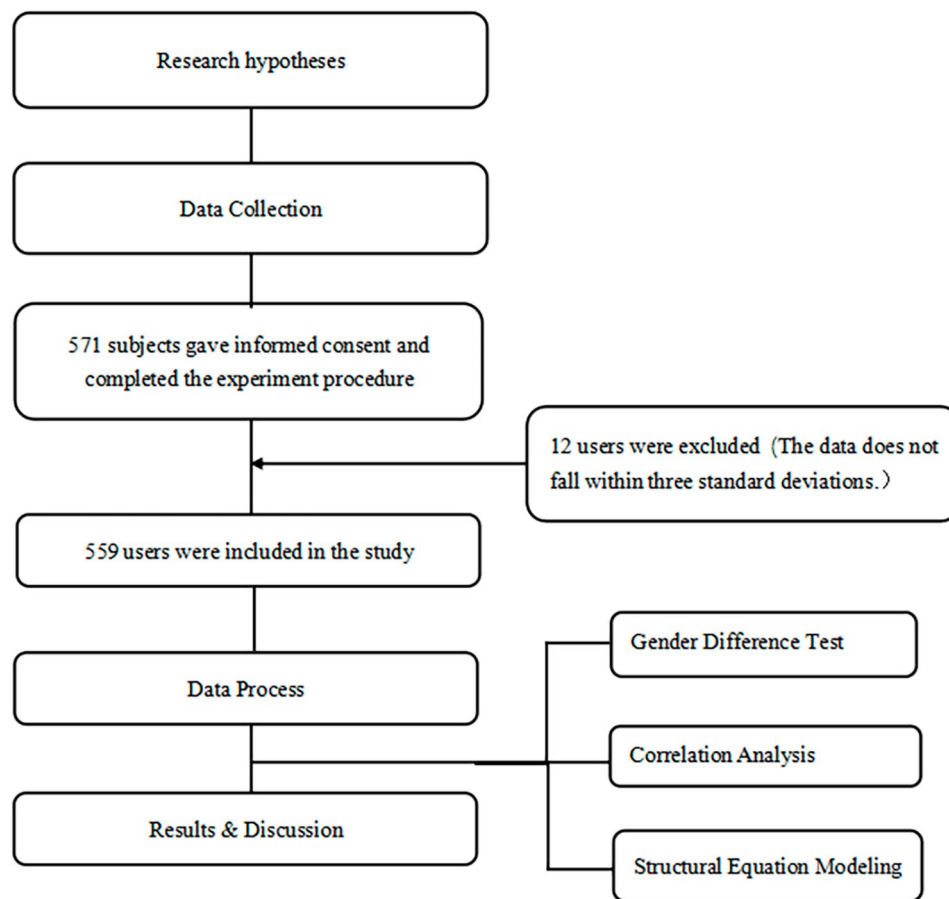 Research hypotheses
Data Collection
571 subjects gave informed consent and
completed the experiment procedure
12 users were excluded (The data does not
fall within three standard deviations.）
559 users were included in the study
Data Process
Gender Difference Test
Correlation Analysis
Results & Discussion
Structural Equation Modeling